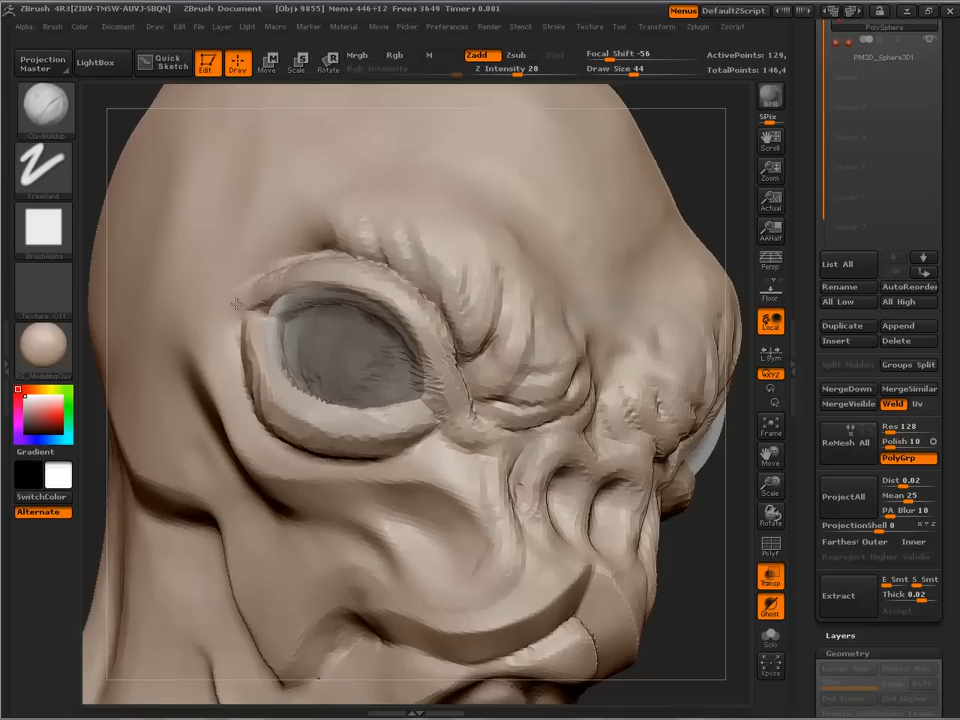 ZBrush 4R3[ZIBV-TMSW-AUVJ-SBQN] ZBrush Document [Obj] 9855] Mem 446+12 Free 3649 Timer 0.001 Menus DefaultZScript
Alpha Brush Color Document Draw Edit File Layer Light Macro Marker Material Movie Picker Preferences Render Stencil Stroke Texture Tool Transform Zplugin Zscript
Projection Master
LightBox
Quick Sketch
Edit
Draw
Move
Scale
Rotate
Mrgb Rgb M
Rgb Intensity
Zadd Zsub Zcut
Z Intensity 20
Focal Shift -56
Draw Size 44
ActivePoints: 129,
TotalPoints: 146,4
ClayBuildup
FreeHand
BrushAlpha
Texture Off
Gradient
SwitchColor
Alternate
BPR
SPix
Scroll
Zoom
Actual
AAHalf
Persp
Floor
Local
L.Sym
XYZ
Frame
Move
Scale
Rotate
PolyF
Transp
Ghost
Solo
Xpose
PolySphere
PM3D_Sphere3D1
List All
Rename AutoReorder
All Low All High
Duplicate Append
Insert Delete
Split Hidden Groups Split
MergeDown MergeSimilar
MergeVisible Weld Uv
ReMesh All
Res 128
Polish 10
PolyGrp
ProjectAll
Dist 0.02
Mean 25
PA Blur 10
ProjectionShell 0 X Y Z
Farthest Outer Inner
Reproject Higher Subdiv
Extract
E Smt S Smt
Thick 0.02
Accept
Layers
Geometry